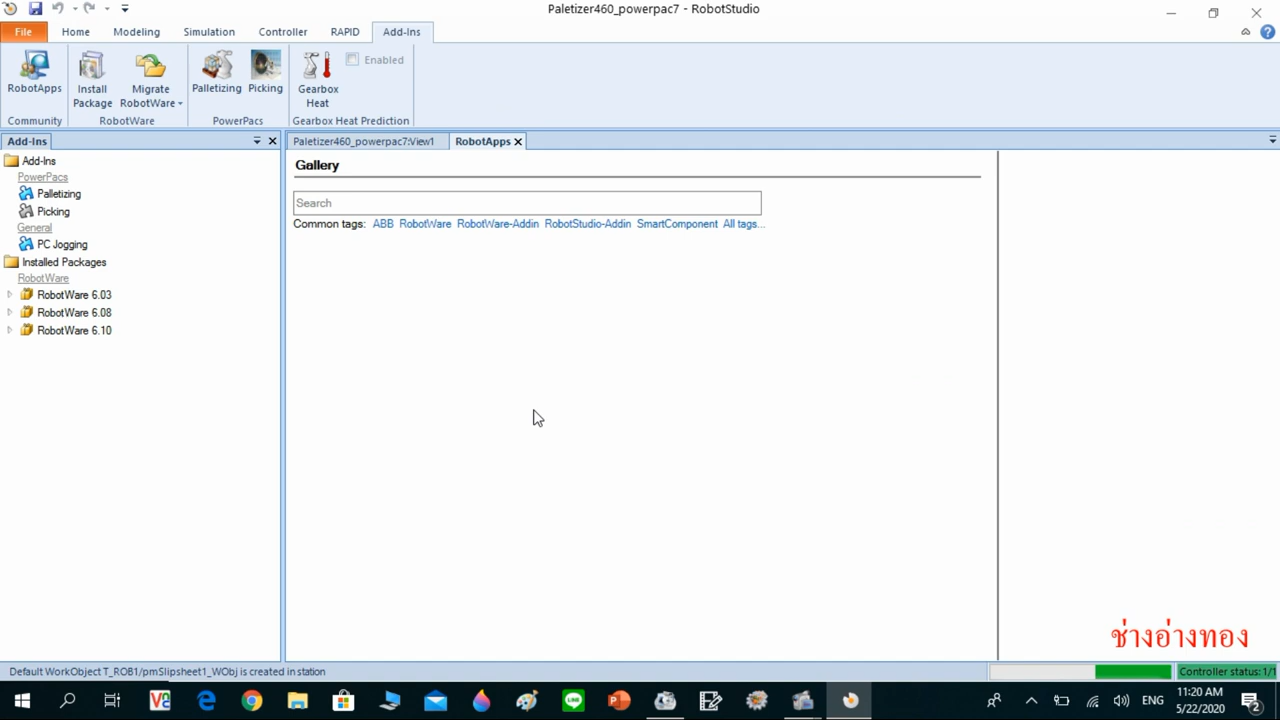 Paletizer460_powerpac7 - RobotStudio
File Home Modeling Simulation Controller RAPID Add-Ins
RobotApps
Install Package
Migrate RobotWare
Palletizing
Picking
Gearbox Heat
Enabled
Community RobotWare PowerPacs Gearbox Heat Prediction
Add-Ins
Paletizer460_powerpac7:View1 RobotApps
Add-Ins
PowerPacs
Palletizing
Picking
General
PC Jogging
Installed Packages
RobotWare
RobotWare 6.03
RobotWare 6.08
RobotWare 6.10
Gallery
Search
Common tags: ABB RobotWare RobotWare-Addin RobotStudio-Addin SmartComponent All tags...
ช่างอ่างทอง
Default WorkObject T_ROB1/pmSlipsheet1_WObj is created in station
Controller status: 1/1
ENG
11:20 AM
5/22/2020
2